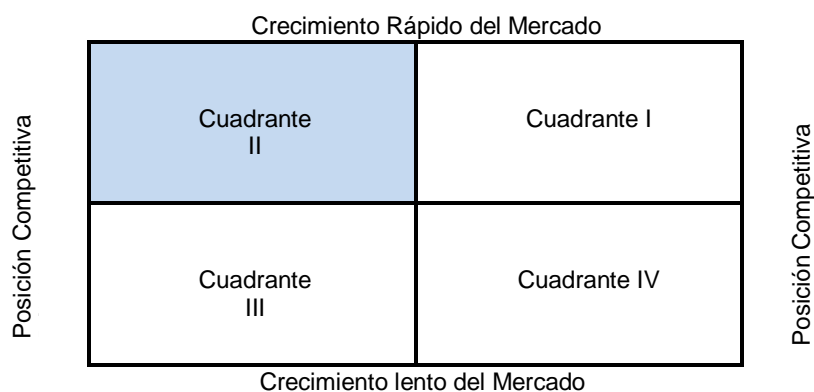 Crecimiento Rápido del Mercado
Cuadrante
II
Cuadrante I
Posición Competitiva
Posición Competitiva
Cuadrante
III
Cuadrante IV
Crecimiento lento del Mercado